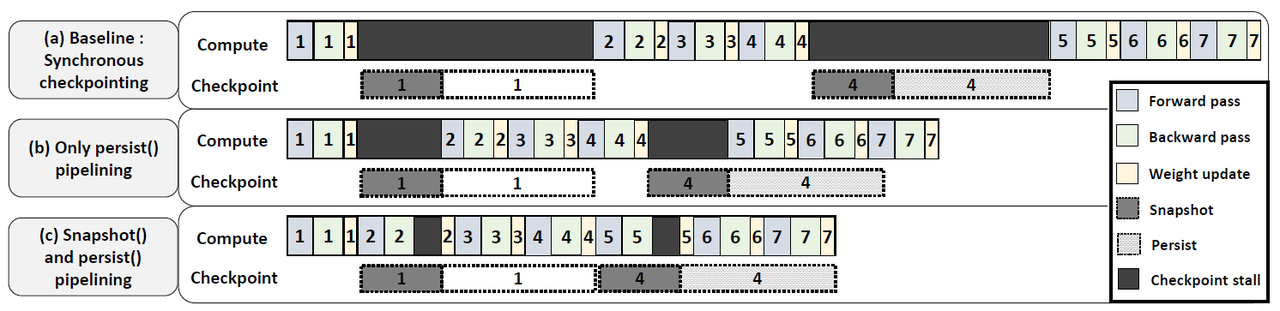 (a) Baseline :
Synchronous
checkpointing
Compute
1 1 1 2 2 2 3 3 3 4 4 4 5 5 5 6 6 6 7 7 7
Checkpoint
1 1 4 4
(b) Only persist()
pipelining
Compute
1 1 1 2 2 2 3 3 3 4 4 4 5 5 5 6 6 6 7 7 7
Checkpoint
1 1 4 4
(c) Snapshot()
and persist()
pipelining
Compute
1 1 1 2 2 2 3 3 3 4 4 4 5 5 5 6 6 6 7 7 7
Checkpoint
1 1 4 4
Forward pass
Backward pass
Weight update
Snapshot
Persist
Checkpoint stall